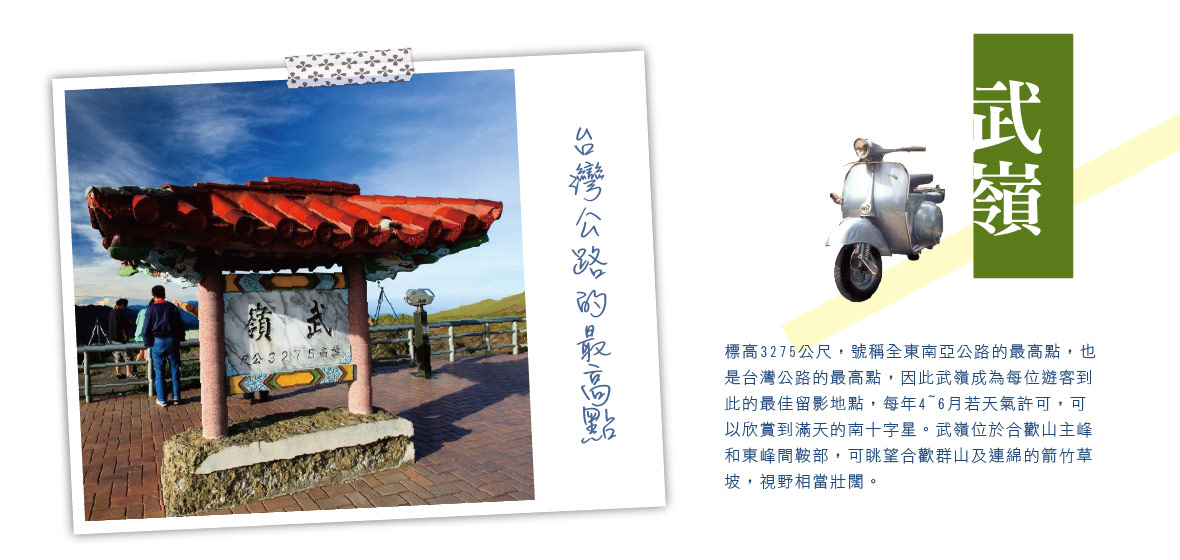 武嶺
標高3275公尺
台灣公路的最高點
武嶺
標高3275公尺，號稱全東南亞公路的最高點，也
是台灣公路的最高點，因此武嶺成為每位遊客到
此的最佳留影地點，每年4~6月若天氣許可，可
以欣賞到滿天的南十字星。武嶺位於合歡山主峰
和東峰間鞍部，可眺望合歡群山及連綿的箭竹草
坡，視野相當壯闊。